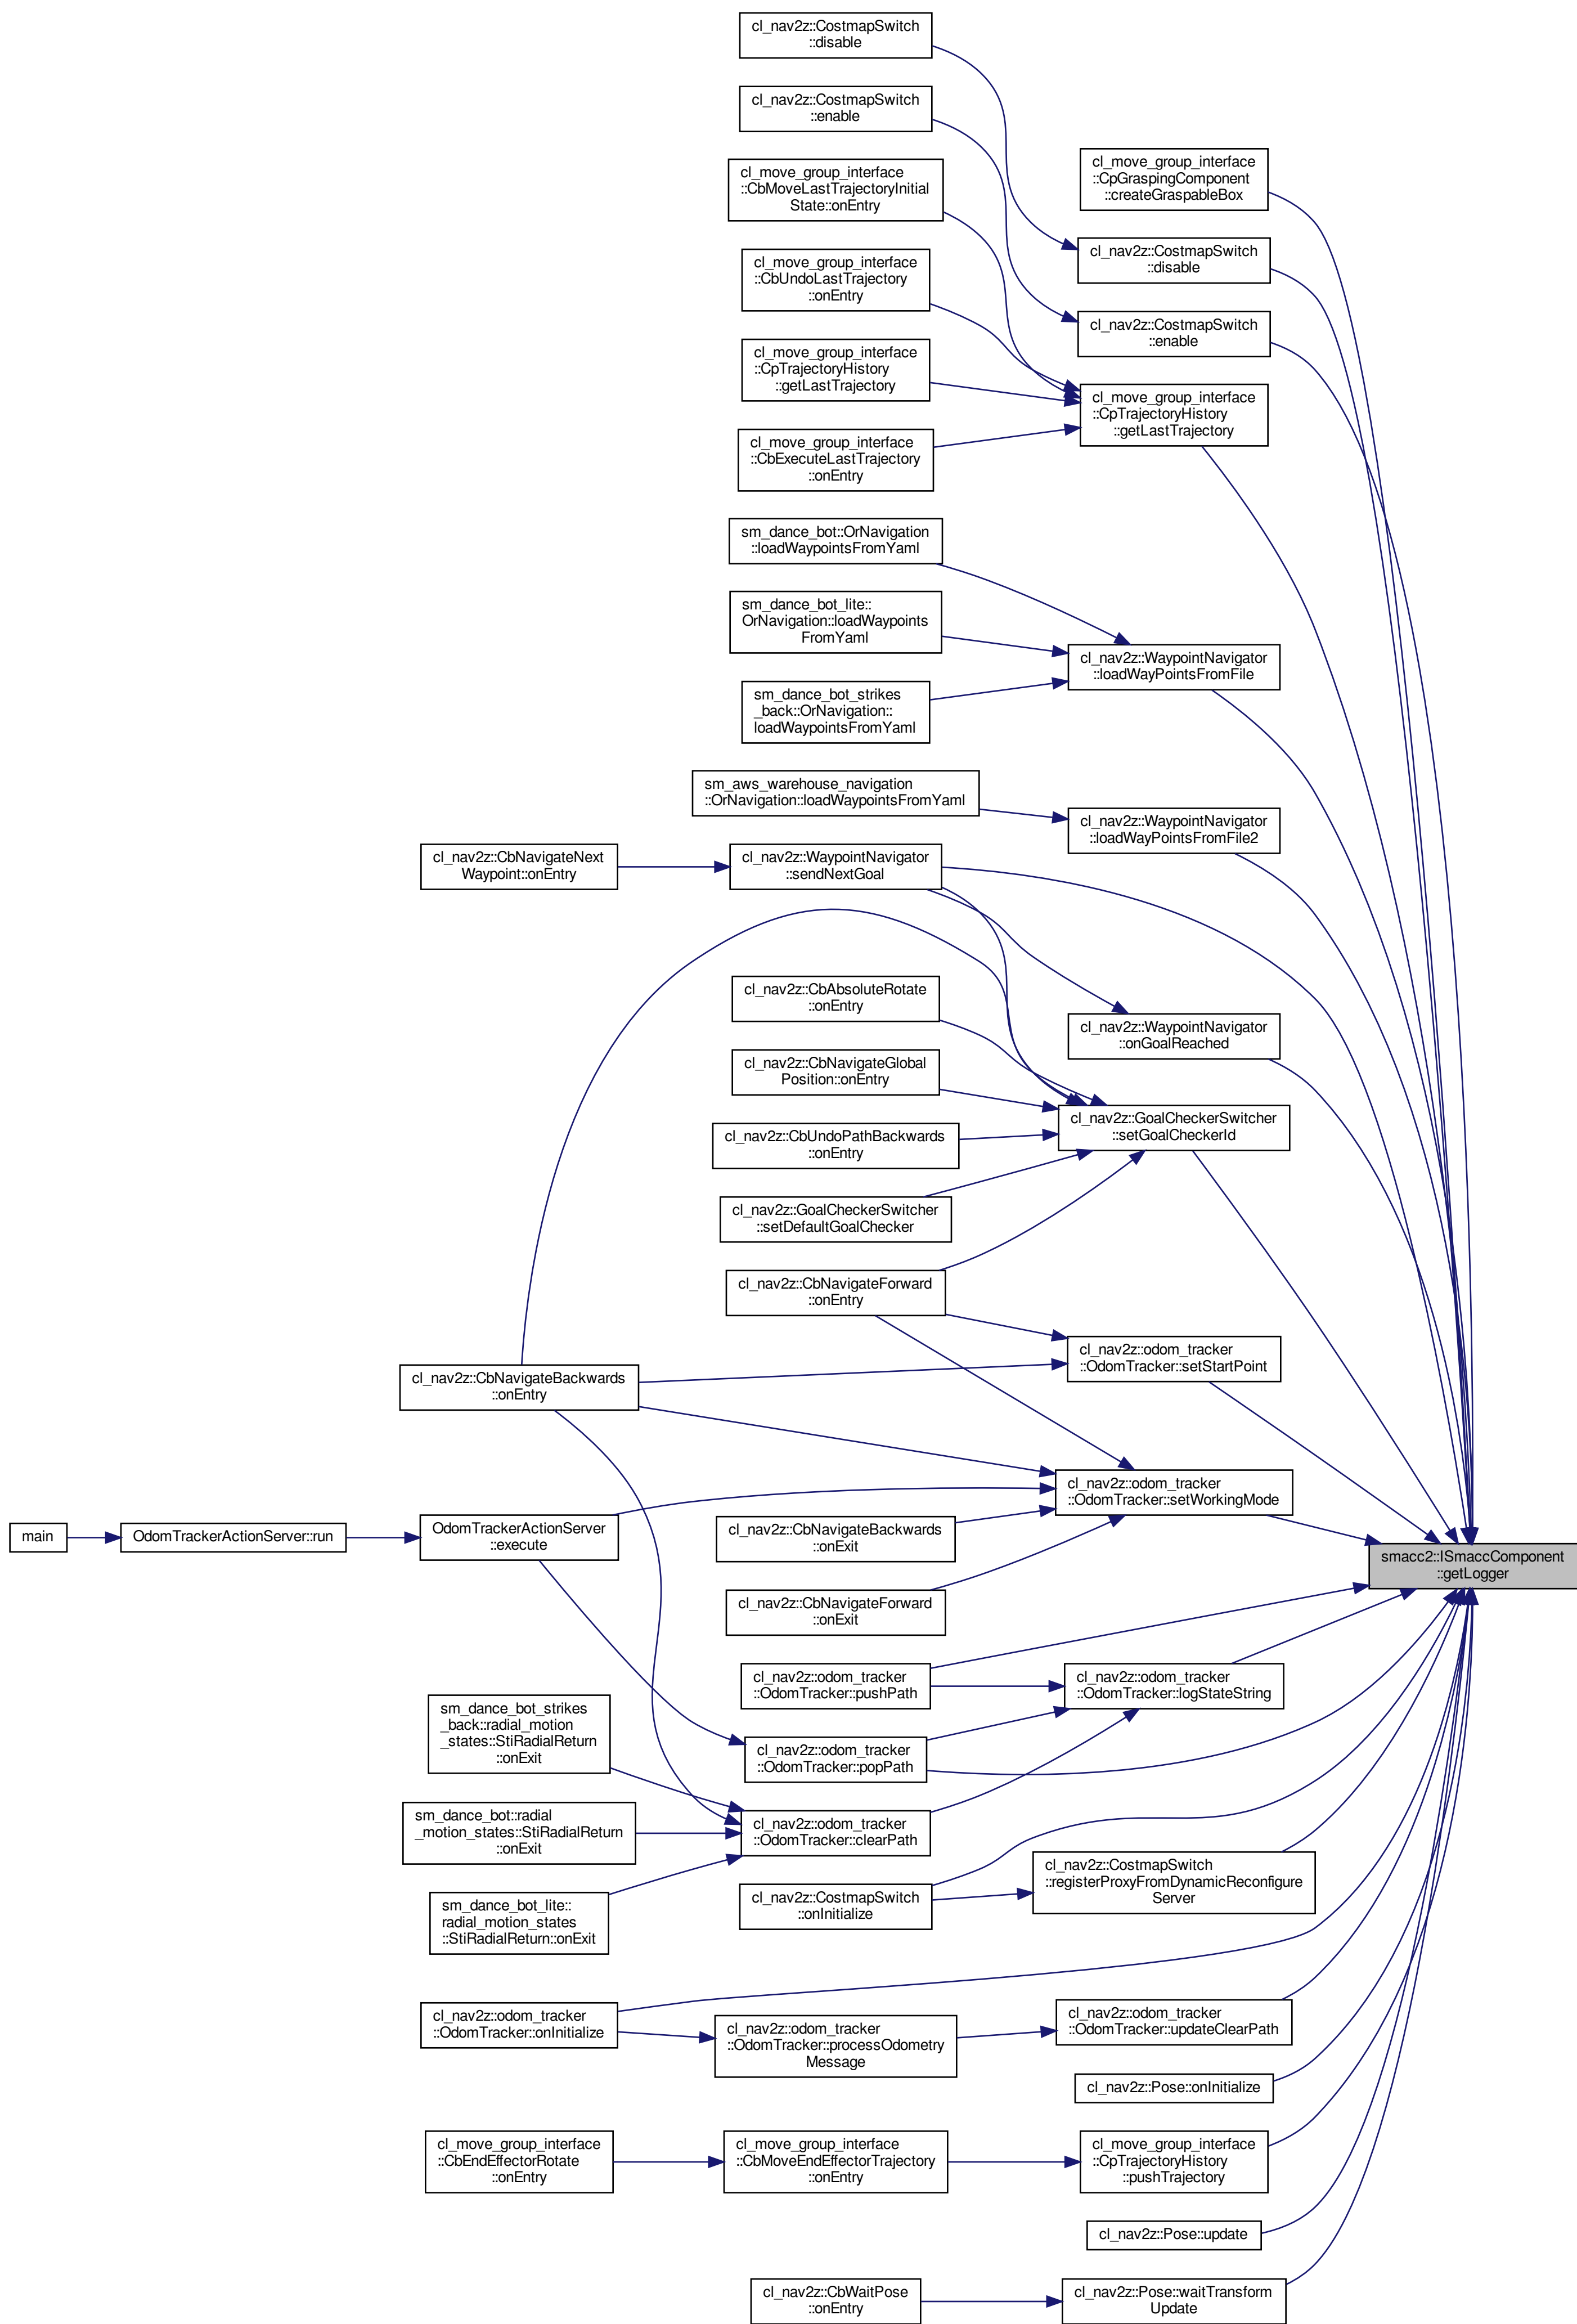 cl_nav2z::CostmapSwitch
::disable
cl_nav2z::CostmapSwitch
::enable
cl_move_group_interface
::CbMoveLastTrajectoryInitial
State::onEntry
cl_move_group_interface
::CpGraspingComponent
::createGraspableBox
cl_nav2z::CostmapSwitch
::disable
cl_move_group_interface
::CbUndoLastTrajectory
::onEntry
cl_nav2z::CostmapSwitch
::enable
cl_move_group_interface
::CpTrajectoryHistory
::getLastTrajectory
cl_move_group_interface
::CpTrajectoryHistory
::getLastTrajectory
cl_move_group_interface
::CbExecuteLastTrajectory
::onEntry
sm_dance_bot::OrNavigation
::loadWaypointsFromYaml
sm_dance_bot_lite::
OrNavigation::loadWaypoints
FromYaml
cl_nav2z::WaypointNavigator
::loadWayPointsFromFile
sm_dance_bot_strikes
_back::OrNavigation::
loadWaypointsFromYaml
sm_aws_warehouse_navigation
::OrNavigation::loadWaypointsFromYaml
cl_nav2z::WaypointNavigator
::loadWayPointsFromFile2
cl_nav2z::CbNavigateNext
Waypoint::onEntry
cl_nav2z::WaypointNavigator
::sendNextGoal
cl_nav2z::CbAbsoluteRotate
::onEntry
cl_nav2z::WaypointNavigator
::onGoalReached
cl_nav2z::CbNavigateGlobal
Position::onEntry
cl_nav2z::GoalCheckerSwitcher
::setGoalCheckerId
cl_nav2z::CbUndoPathBackwards
::onEntry
cl_nav2z::GoalCheckerSwitcher
::setDefaultGoalChecker
cl_nav2z::CbNavigateForward
::onEntry
cl_nav2z::odom_tracker
::OdomTracker::setStartPoint
cl_nav2z::CbNavigateBackwards
::onEntry
cl_nav2z::odom_tracker
::OdomTracker::setWorkingMode
main
OdomTrackerActionServer::run
OdomTrackerActionServer
::execute
cl_nav2z::CbNavigateBackwards
::onExit
smacc2::ISmaccComponent
::getLogger
cl_nav2z::CbNavigateForward
::onExit
cl_nav2z::odom_tracker
::OdomTracker::pushPath
cl_nav2z::odom_tracker
::OdomTracker::logStateString
sm_dance_bot_strikes
_back::radial_motion
_states::StiRadialReturn
::onExit
cl_nav2z::odom_tracker
::OdomTracker::popPath
sm_dance_bot::radial
_motion_states::StiRadialReturn
::onExit
cl_nav2z::odom_tracker
::OdomTracker::clearPath
cl_nav2z::CostmapSwitch
::registerProxyFromDynamicReconfigure
Server
cl_nav2z::CostmapSwitch
::onInitialize
sm_dance_bot_lite::
radial_motion_states
::StiRadialReturn::onExit
cl_nav2z::odom_tracker
::OdomTracker::onInitialize
cl_nav2z::odom_tracker
::OdomTracker::processOdometry
Message
cl_nav2z::odom_tracker
::OdomTracker::updateClearPath
cl_nav2z::Pose::onInitialize
cl_move_group_interface
::CbEndEffectorRotate
::onEntry
cl_move_group_interface
::CbMoveEndEffectorTrajectory
::onEntry
cl_move_group_interface
::CpTrajectoryHistory
::pushTrajectory
cl_nav2z::Pose::update
cl_nav2z::CbWaitPose
::onEntry
cl_nav2z::Pose::waitTransform
Update